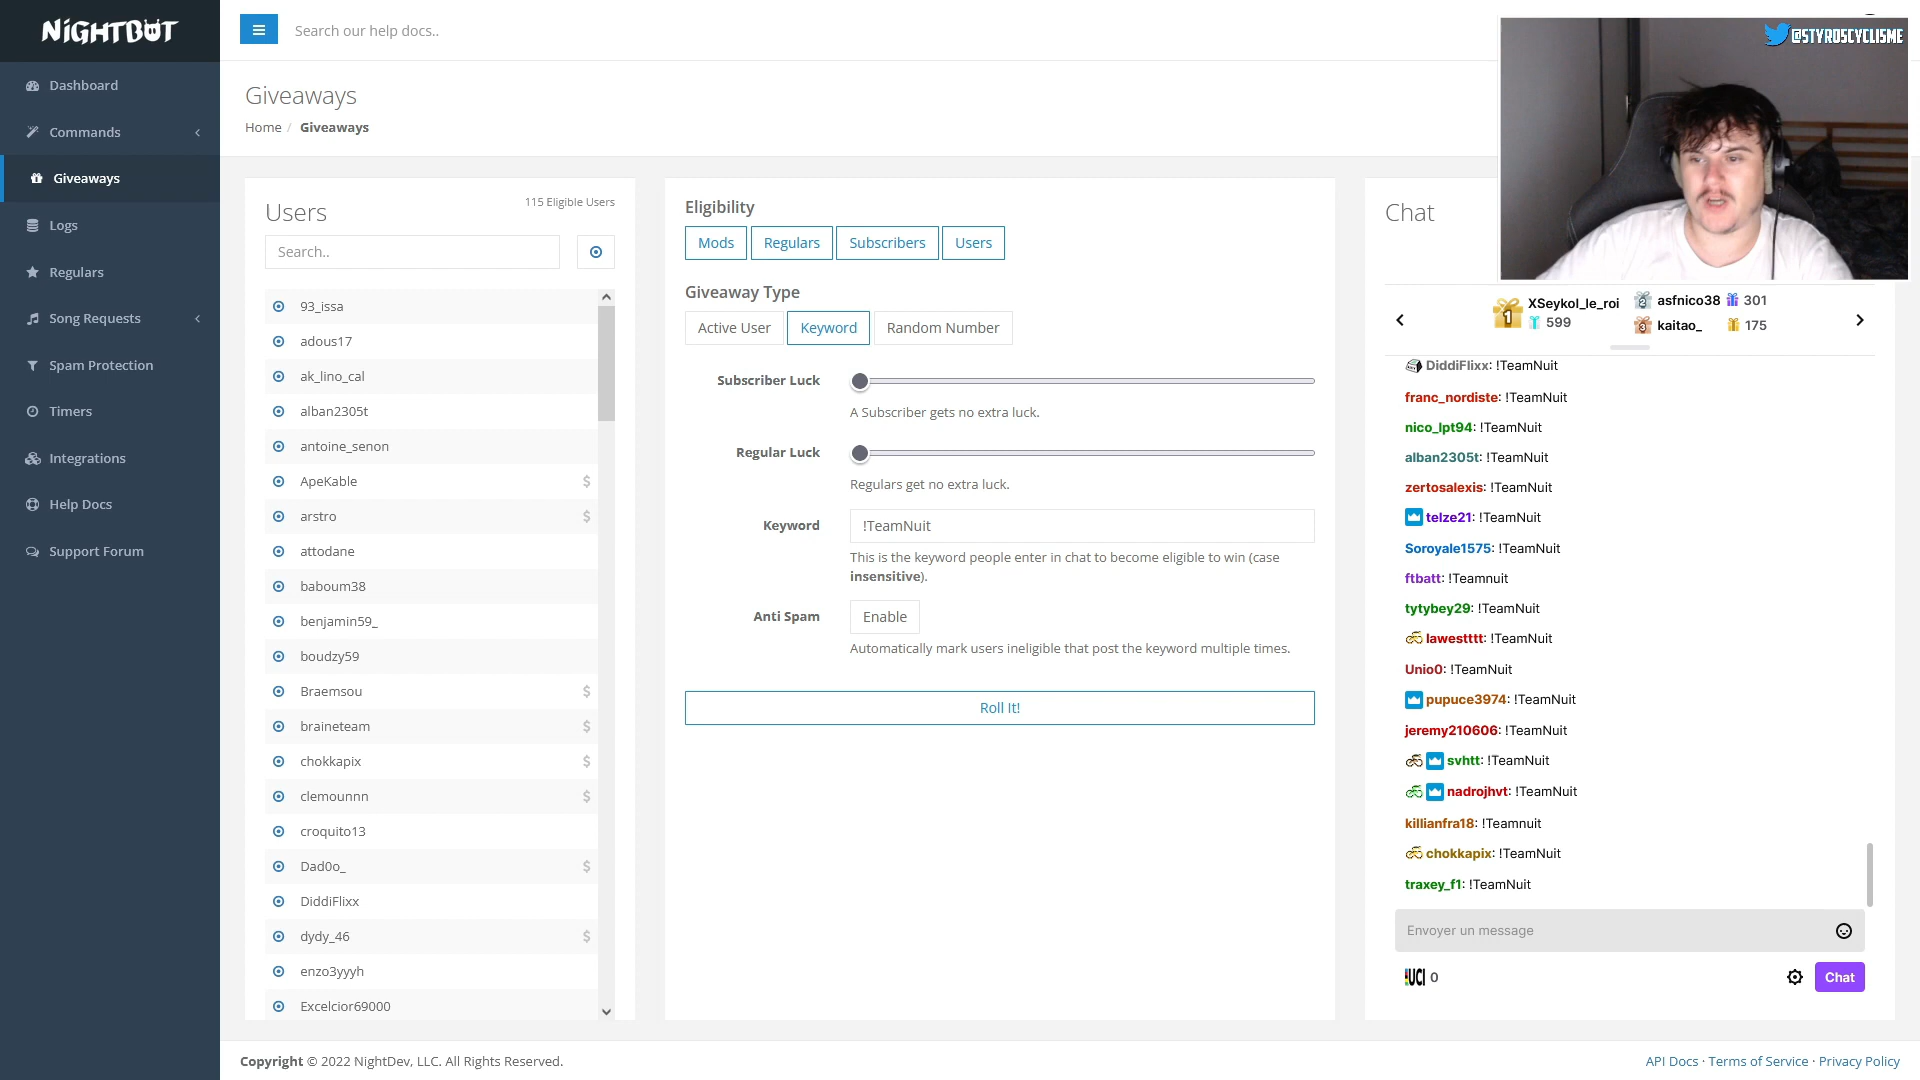 NIGHTBOT
Search our help docs..
@STYROSCYCLISME
Dashboard
Commands
Giveaways
Logs
Regulars
Song Requests
Spam Protection
Timers
Integrations
Help Docs
Support Forum
Giveaways
Home / Giveaways
Users
115 Eligible Users
Search..
93_issa
adous17
ak_lino_cal
alban2305t
antoine_senon
ApeKable $
arstro $
attodane
baboum38
benjamin59_
boudzy59
Braemsou $
braineteam $
chokkapix $
clemounnn $
croquito13
Dad0o_ $
DiddiFlixx
dydy_46 $
enzo3yyyh
Excelcior69000
Eligibility
Mods Regulars Subscribers Users
Giveaway Type
Active User Keyword Random Number
Subscriber Luck
A Subscriber gets no extra luck.
Regular Luck
Regulars get no extra luck.
Keyword !TeamNuit
This is the keyword people enter in chat to become eligible to win (case
insensitive).
Anti Spam Enable
Automatically mark users ineligible that post the keyword multiple times.
Roll It!
Chat
1 XSeykol_le_roi 599
2 asfnico38 301
3 kaitao_ 175
DiddiFlixx: !TeamNuit
franc_nordiste: !TeamNuit
nico_lpt94: !TeamNuit
alban2305t: !TeamNuit
zertosalexis: !TeamNuit
telze21: !TeamNuit
Soroyale1575: !TeamNuit
ftbatt: !Teamnuit
tytybey29: !TeamNuit
lawestttt: !TeamNuit
Unio0: !TeamNuit
pupuce3974: !TeamNuit
jeremy210606: !TeamNuit
svhtt: !TeamNuit
nadrojhvt: !TeamNuit
killianfra18: !Teamnuit
chokkapix: !TeamNuit
traxey_f1: !TeamNuit
Envoyer un message
UCI 0
Chat
Copyright © 2022 NightDev, LLC. All Rights Reserved.
API Docs · Terms of Service · Privacy Policy